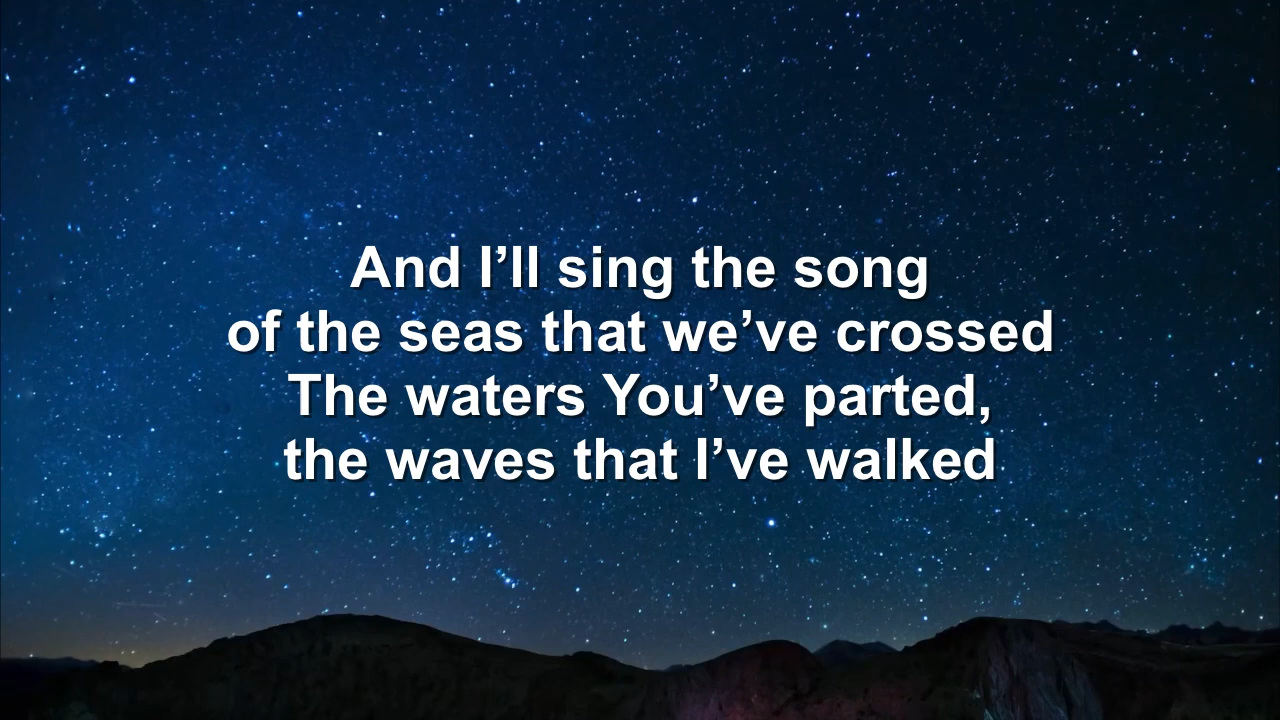 And I’ll sing the song
of the seas that we’ve crossed
The waters You’ve parted,
the waves that I’ve walked